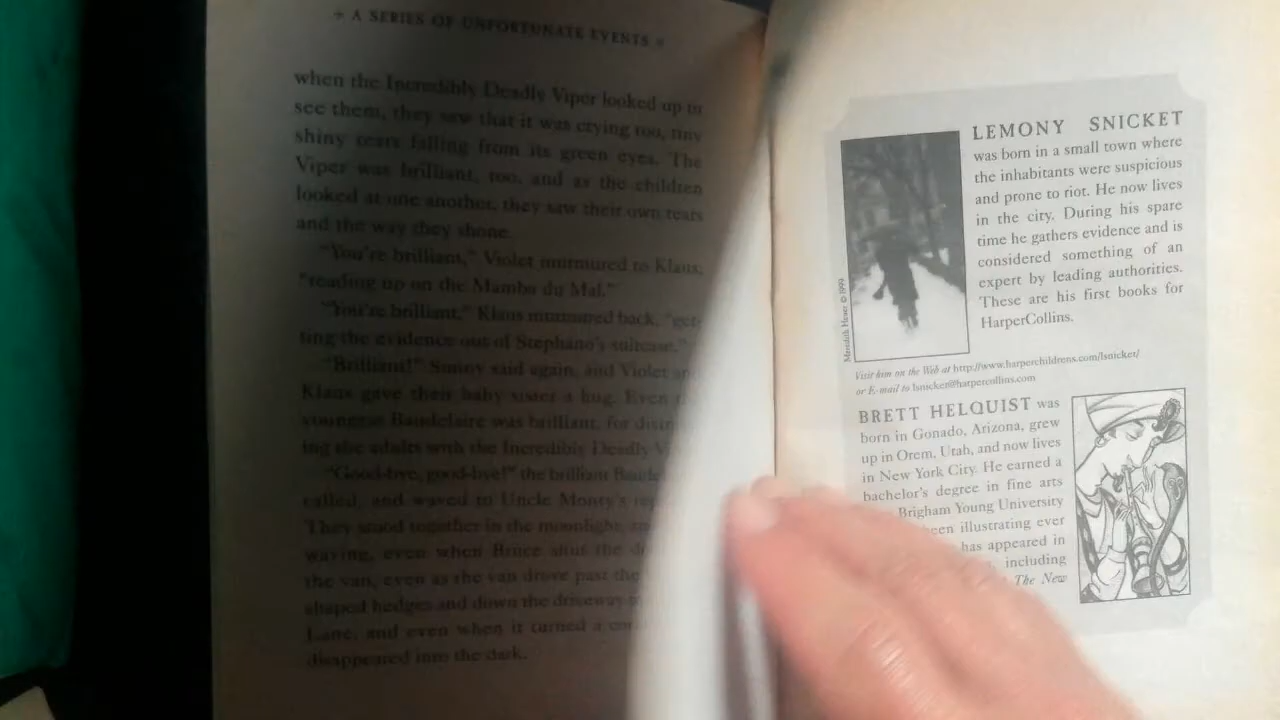 A SERIES OF UNFORTUNATE EVENTS
when the Incredibly Deadly Viper looked up to
see them, they saw that it was crying too, tiny
shiny tears falling from its green eyes. The
Viper was brilliant, too, and as the children
looked at one another, they saw their own tears
and the way they shone.
"You're brilliant," Violet murmured to Klaus,
"reading up on the Mamba du Mal."
"You're brilliant," Klaus murmured back, "get-
ting the evidence out of Stephano's suitcase."
"Brilliant!" Sunny said again, and Violet an
Klaus gave their baby sister a hug. Even
youngest Baudelaire was brilliant, for
ing the adults with the Incredibly Deadly
"Good-bye, good-bye!" the brilliant
called, and waved to Uncle Monty's
They stood together in the moonlight,
waving, even when Bruce shut the
the van, even as the van drove past the
shaped hedges and down the driveway
Lane, and even when it turned a
disappeared into the dark.
LEMONY SNICKET
was born in a small town where
the inhabitants were suspicious
and prone to riot. He now lives
in the city. During his spare
time he gathers evidence and is
considered something of an
expert by leading authorities.
These are his first books for
HarperCollins.
Meredith Heuer ©1999
Visit him on the Web at http://www.harperchildrens.com/lsnicket/
or E-mail to lsnicket@harpercollins.com
BRETT HELQUIST was
born in Gonado, Arizona, grew
up in Orem, Utah, and now lives
in New York City. He earned a
bachelor's degree in fine arts
Brigham Young University
been illustrating ever
has appeared in
including
The New